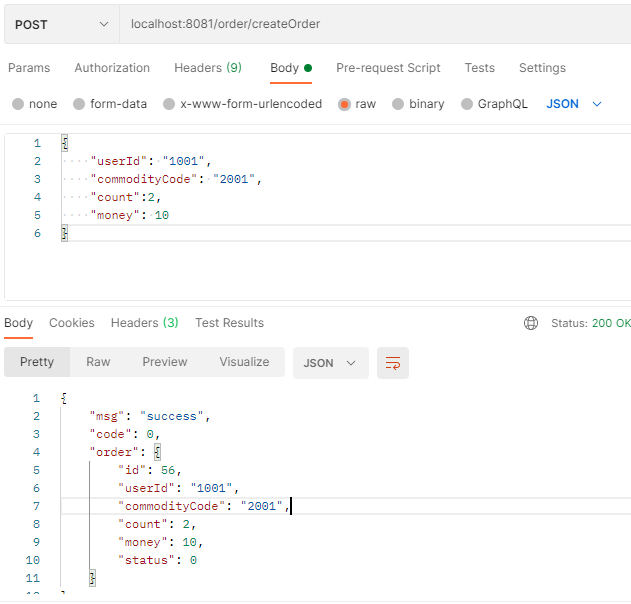 POST localhost:8081/order/createOrder
Params Authorization Headers (9) Body Pre-request Script Tests Settings
none form-data x-www-form-urlencoded raw binary GraphQL JSON
1 {
2 "userId": "1001",
3 "commodityCode": "2001",
4 "count":2,
5 "money": 10
6 }
Body Cookies Headers (3) Test Results Status: 200 OK
Pretty Raw Preview Visualize JSON
1 {
2 "msg": "success",
3 "code": 0,
4 "order": {
5 "id": 56,
6 "userId": "1001",
7 "commodityCode": "2001",
8 "count": 2,
9 "money": 10,
10 "status": 0
11 }